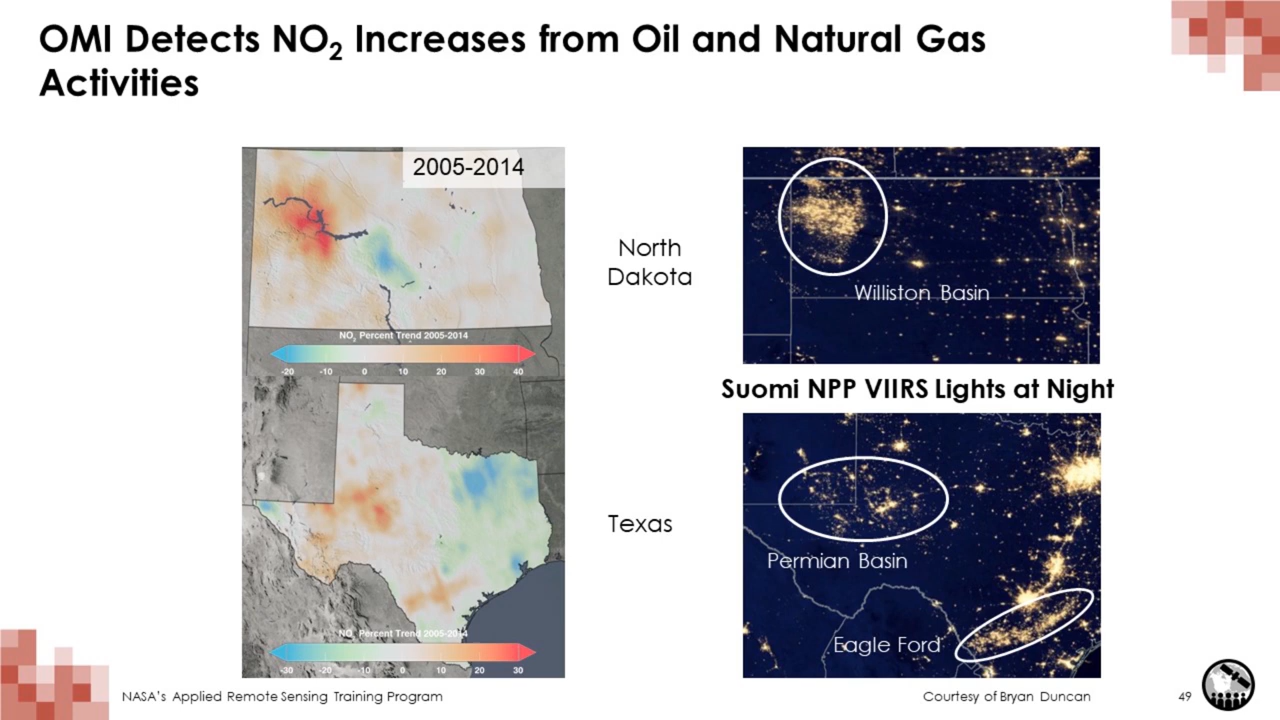 OMI Detects NO₂ Increases from Oil and Natural Gas
Activities
2005-2014
NO₂ Percent Trend 2005-2014
-20 -10 0 10 20 30 40
North
Dakota
Williston Basin
Suomi NPP VIIRS Lights at Night
Texas
NO₂ Percent Trend 2005-2014
-30 -20 -10 0 10 20 30
Permian Basin
Eagle Ford
NASA's Applied Remote Sensing Training Program
Courtesy of Bryan Duncan
49